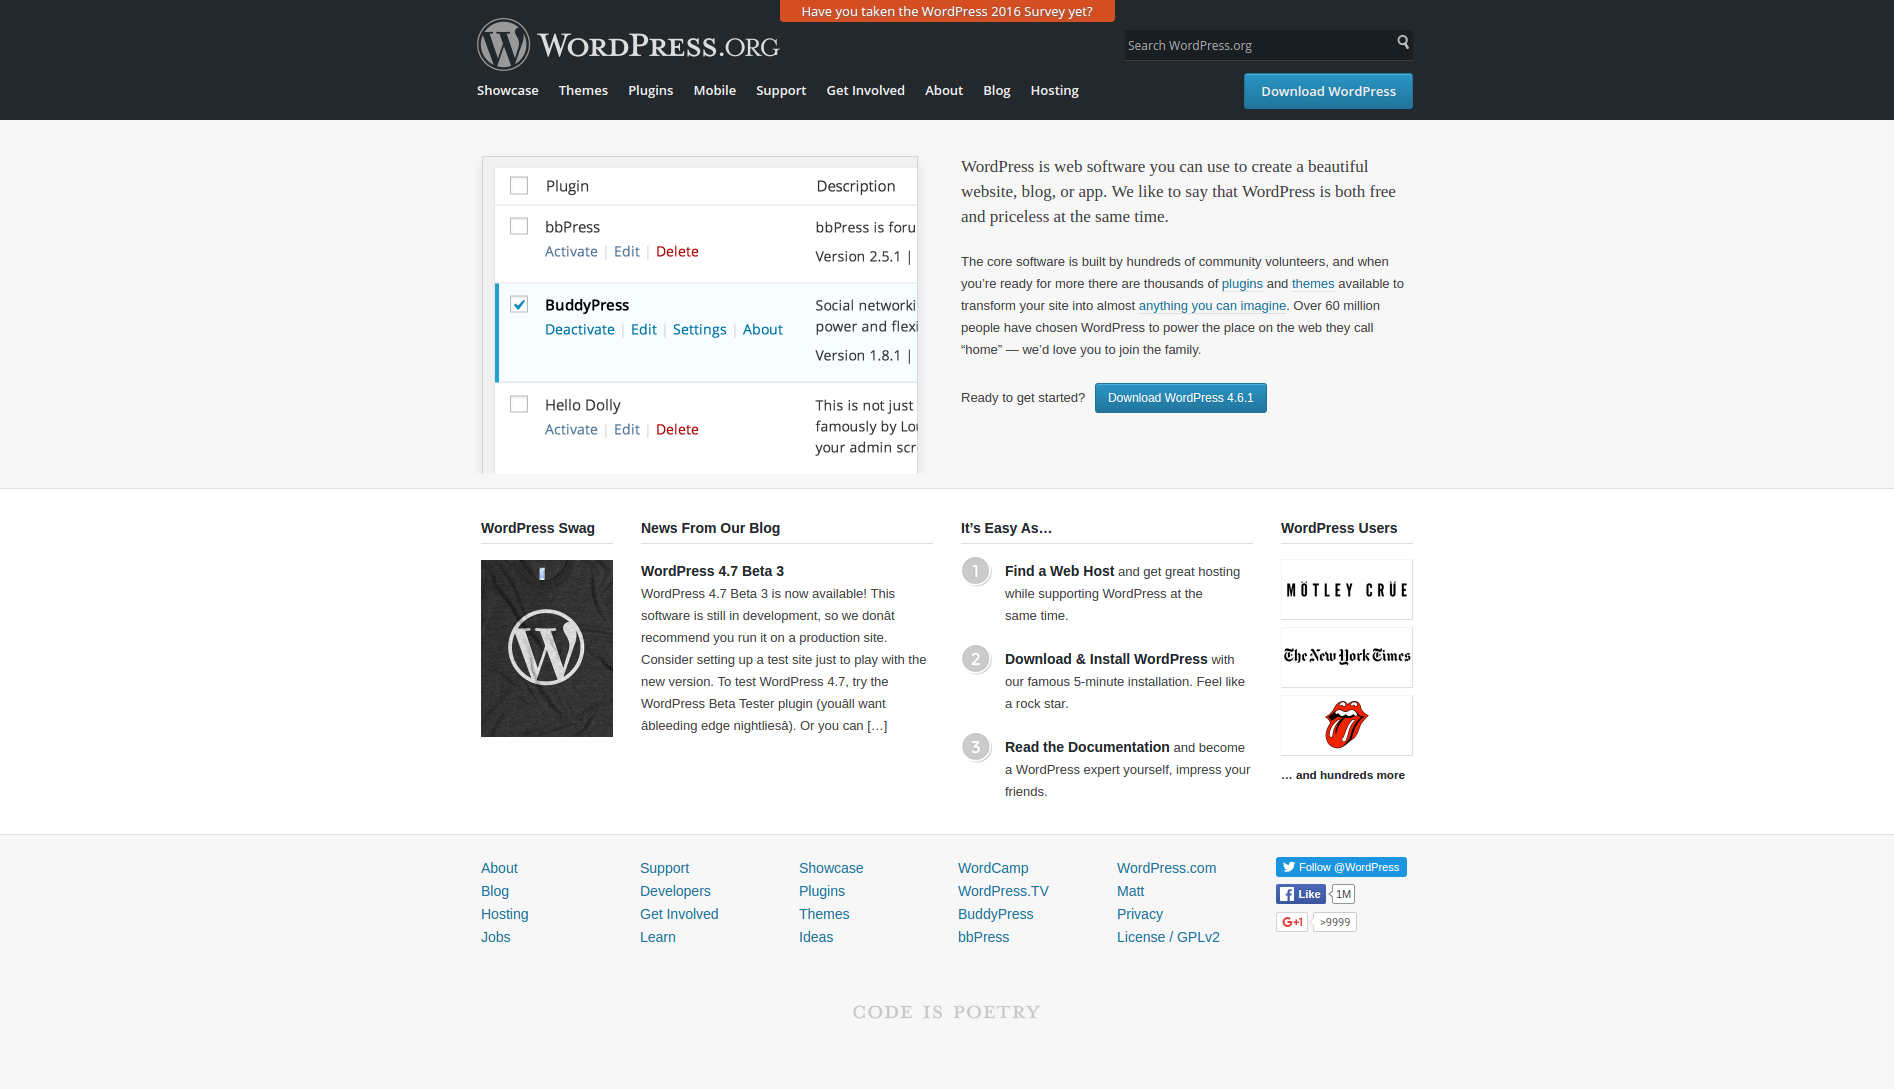 Have you taken the WordPress 2016 Survey yet?
WORDPRESS.ORG
Search WordPress.org
Showcase Themes Plugins Mobile Support Get Involved About Blog Hosting
Download WordPress
Plugin Description
bbPress bbPress is foru
Activate | Edit | Delete
Version 2.5.1 |
BuddyPress Social networki
Deactivate | Edit | Settings | About
power and flexi
Version 1.8.1 |
Hello Dolly This is not just
Activate | Edit | Delete
famously by Lou
your admin scr
WordPress is web software you can use to create a beautiful
website, blog, or app. We like to say that WordPress is both free
and priceless at the same time.
The core software is built by hundreds of community volunteers, and when
you’re ready for more there are thousands of plugins and themes available to
transform your site into almost anything you can imagine. Over 60 million
people have chosen WordPress to power the place on the web they call
“home” — we’d love you to join the family.
Ready to get started? Download WordPress 4.6.1
WordPress Swag
News From Our Blog
WordPress 4.7 Beta 3
WordPress 4.7 Beta 3 is now available! This
software is still in development, so we donât
recommend you run it on a production site.
Consider setting up a test site just to play with the
new version. To test WordPress 4.7, try the
WordPress Beta Tester plugin (youâll want
âbleeding edge nightliesâ). Or you can […]
It’s Easy As…
1 Find a Web Host and get great hosting
while supporting WordPress at the
same time.
2 Download & Install WordPress with
our famous 5-minute installation. Feel like
a rock star.
3 Read the Documentation and become
a WordPress expert yourself, impress your
friends.
WordPress Users
MÖTLEY CRÜE
The New York Times
… and hundreds more
About Support Showcase WordCamp WordPress.com
Blog Developers Plugins WordPress.TV Matt
Hosting Get Involved Themes BuddyPress Privacy
Jobs Learn Ideas bbPress License / GPLv2
Follow @WordPress
Like 1M
G+1 >9999
CODE IS POETRY